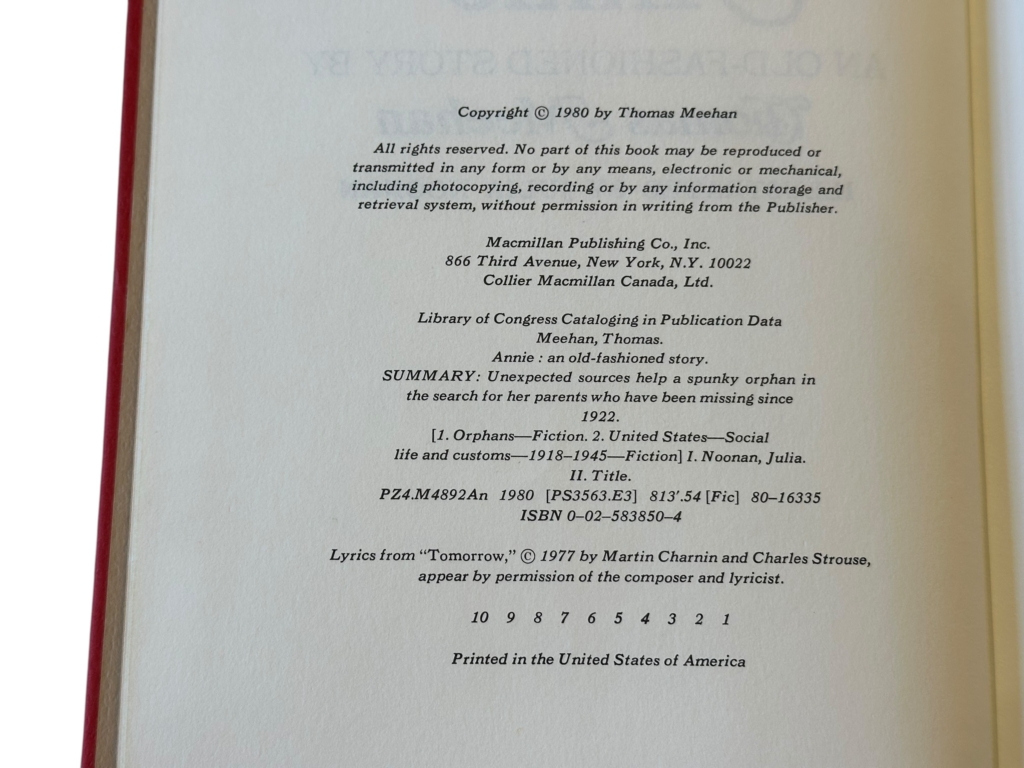 Copyright © 1980 by Thomas Meehan
All rights reserved. No part of this book may be reproduced or
transmitted in any form or by any means, electronic or mechanical,
including photocopying, recording or by any information storage and
retrieval system, without permission in writing from the Publisher.
Macmillan Publishing Co., Inc.
866 Third Avenue, New York, N.Y. 10022
Collier Macmillan Canada, Ltd.
Library of Congress Cataloging in Publication Data
Meehan, Thomas.
Annie : an old-fashioned story.
SUMMARY: Unexpected sources help a spunky orphan in
the search for her parents who have been missing since
1922.
[1. Orphans—Fiction. 2. United States—Social
life and customs—1918–1945—Fiction] I. Noonan, Julia.
II. Title.
PZ4.M4892An 1980 [PS3563.E3] 813'.54 [Fic] 80–16335
ISBN 0–02–583850–4
Lyrics from “Tomorrow,” © 1977 by Martin Charnin and Charles Strouse,
appear by permission of the composer and lyricist.
10 9 8 7 6 5 4 3 2 1
Printed in the United States of America